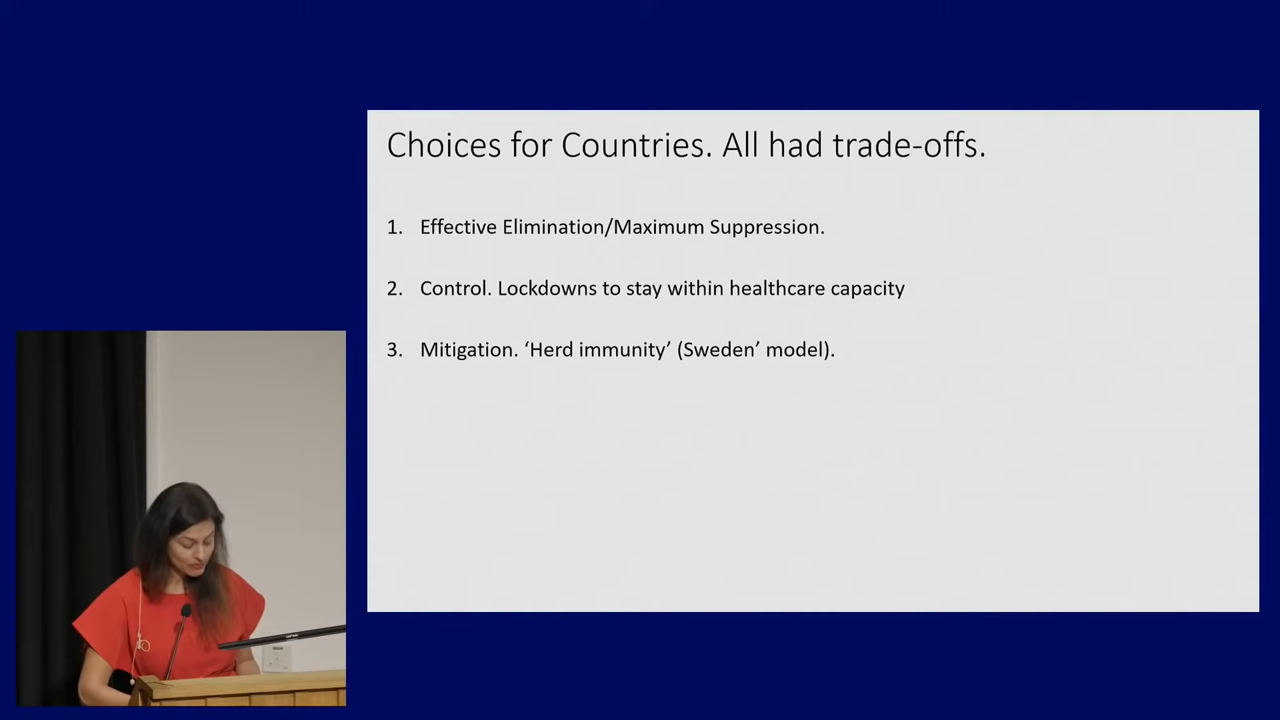 Choices for Countries. All had trade-offs.
1. Effective Elimination/Maximum Suppression.
2. Control. Lockdowns to stay within healthcare capacity
3. Mitigation. ‘Herd immunity’ (Sweden’ model).